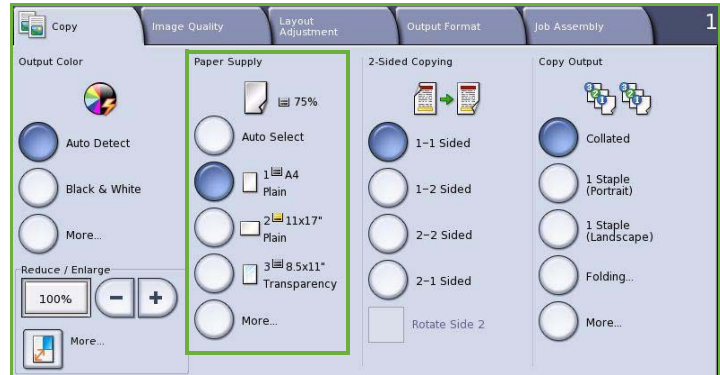 Copy
Image Quality
Layout
Adjustment
Output Format
Job Assembly
1
Output Color
Auto Detect
Black & White
More...
Reduce / Enlarge
100%
More...
Paper Supply
75%
Auto Select
1 A4
Plain
2 11x17"
Plain
3 8.5x11"
Transparency
More...
2-Sided Copying
1-1 Sided
1-2 Sided
2-2 Sided
2-1 Sided
Rotate Side 2
Copy Output
Collated
1 Staple
(Portrait)
1 Staple
(Landscape)
Folding...
More...